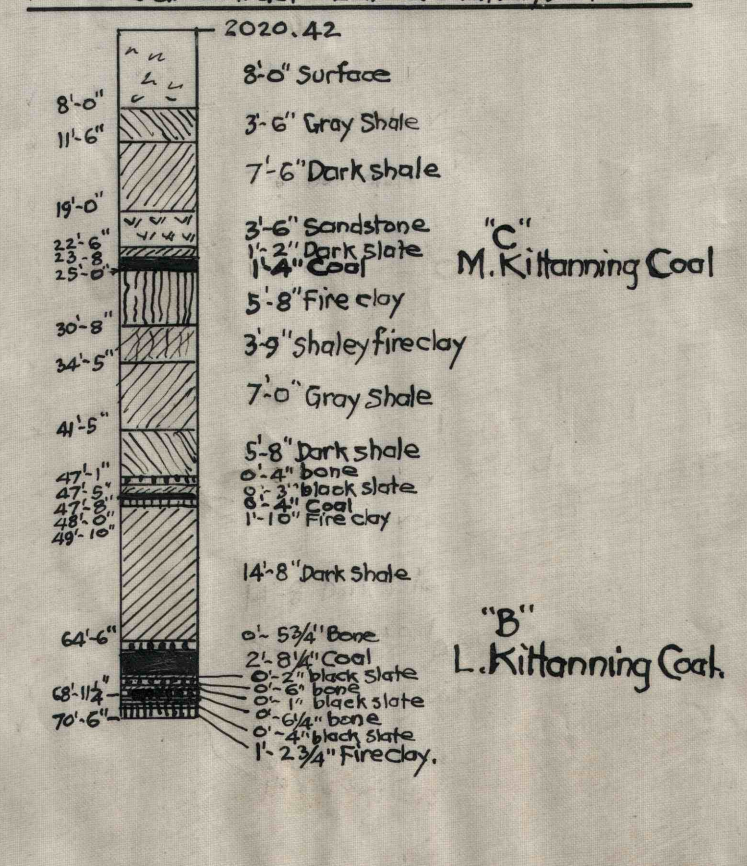 2020.42
8'-0" Surface
8'-0"
3'-6" Gray Shale
11'-6"
7'-6" Dark shale
19'-0"
3'-6" Sandstone
"C"
22'-6"
1'-2" Dark Slate
M. Kittanning Coal
23'-8
1'-4" Coal
25'-0"
5'-8" Fire clay
30'-8"
3'-9" shaley fireclay
34'-5"
7'-0" Gray Shale
41'-5"
5'-8" Dark shale
47'-1"
0'-4" bone
47'-5"
0'-3" black slate
47'-8"
0'-4" Coal
48'-0"
1'-10" Fire clay
49'-10"
14'-8" Dark Shale
"B"
64'-6"
0'-5 3/4" Bone
2'-8 1/4" Coal
L. Kittanning Coal.
0'-2" black slate
0'-6" bone
68'-11 1/4"
0'-1" black slate
0'-6 1/4" bone
70'-6"
0'-4" black slate
1'-2 3/4" Fireclay.